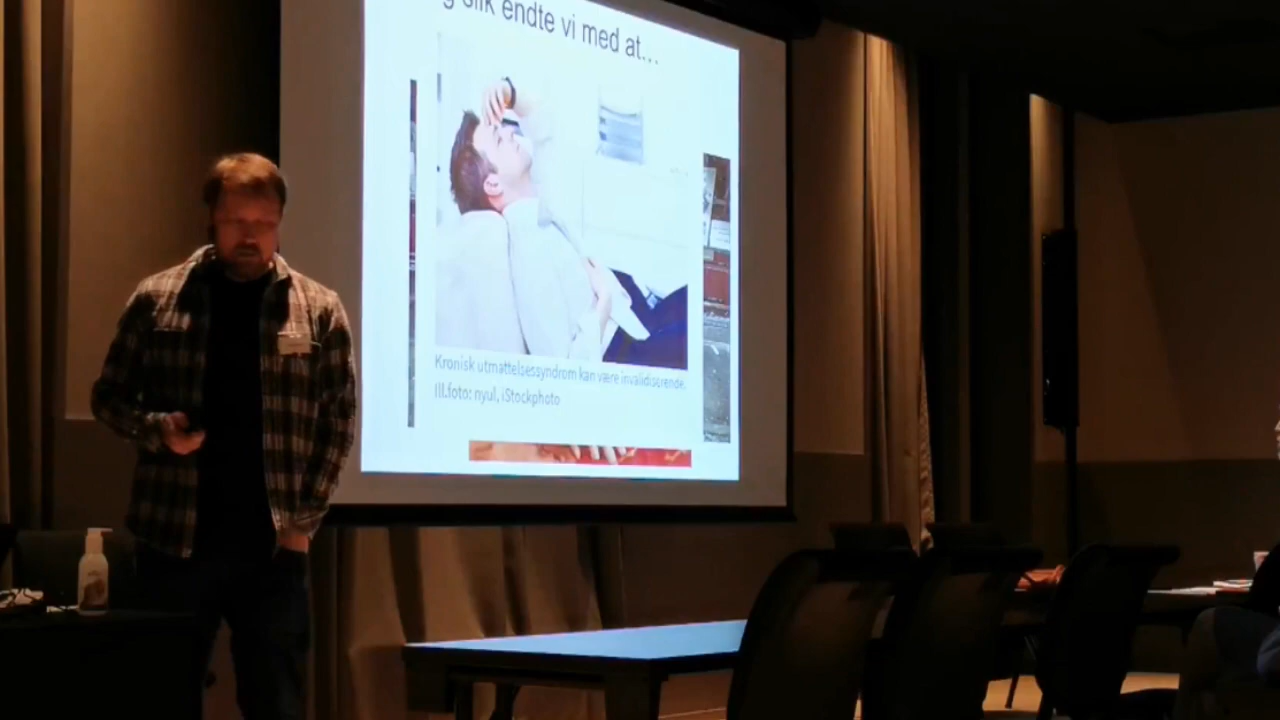 g slik endte vi med at...
Kronisk utmattelsessyndrom kan være invalidiserende.
Ill.foto: nyul, iStockphoto